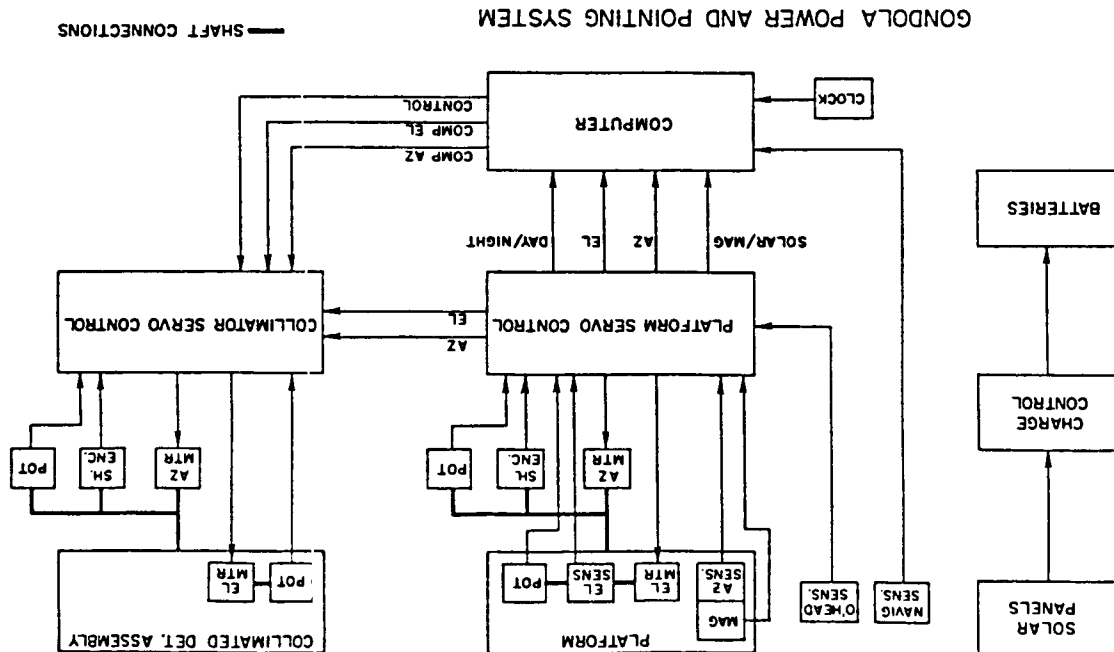 GONDOLA POWER AND POINTING SYSTEM
SHAFT CONNECTIONS
CLOCK
COMPUTER
CONTROL
COMP EL
COMP AZ
BATTERIES
SOLAR/MAG
AZ
EL
DAY/NIGHT
PLATFORM SERVO CONTROL
EL
AZ
COLLIMATOR SERVO CONTROL
CHARGE
CONTROL
AZ
MTR
SH.
ENC.
POT
AZ
MTR
SH.
ENC.
POT
SOLAR
PANELS
NAVIG
SENS.
O'HEAD
SENS.
AZ
SENS.
MAG
EL
MTR
EL
SENS
POT
PLATFORM
POT
EL
MTR
COLLIMATED DET. ASSEMBLY